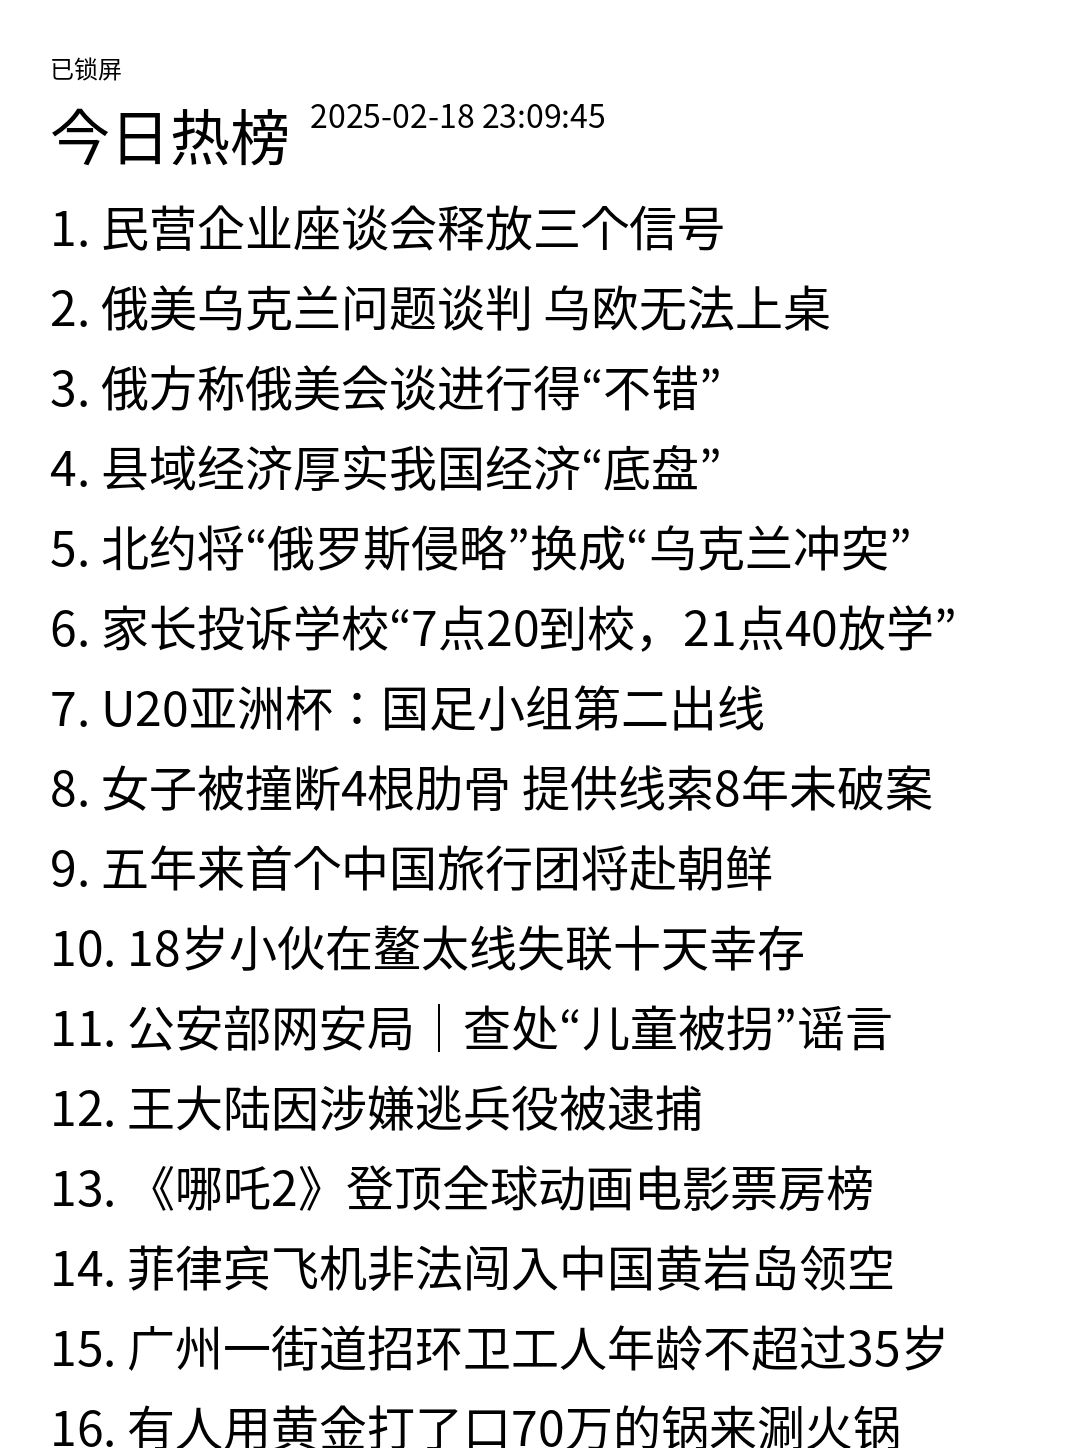 已锁屏
今日热榜 2025-02-18 23:09:45
1. 民营企业座谈会释放三个信号
2. 俄美乌克兰问题谈判 乌欧无法上桌
3. 俄方称俄美会谈进行得“不错”
4. 县域经济厚实我国经济“底盘”
5. 北约将“俄罗斯侵略”换成“乌克兰冲突”
6. 家长投诉学校“7点20到校，21点40放学”
7. U20亚洲杯：国足小组第二出线
8. 女子被撞断4根肋骨 提供线索8年未破案
9. 五年来首个中国旅行团将赴朝鲜
10. 18岁小伙在鳌太线失联十天幸存
11. 公安部网安局｜查处“儿童被拐”谣言
12. 王大陆因涉嫌逃兵役被逮捕
13. 《哪吒2》登顶全球动画电影票房榜
14. 菲律宾飞机非法闯入中国黄岩岛领空
15. 广州一街道招环卫工人年龄不超过35岁
16. 有人用黄金打了口70万的锅来涮火锅